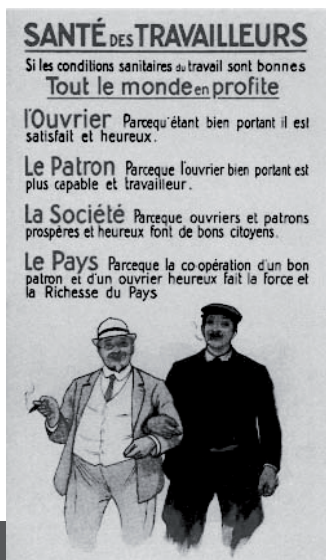 SANTÉ DES TRAVAILLEURS
Si les conditions sanitaires du travail sont bonnes
Tout le monde en profite
l'Ouvrier Parcequ'étant bien portant il est
satisfait et heureux.
Le Patron Parceque l'ouvrier bien portant est
plus capable et travailleur.
La Société Parceque ouvriers et patrons
prospères et heureux font de bons citoyens.
Le Pays Parceque la co-opération d'un bon
patron et d'un ouvrier heureux fait la force et
la Richesse du Pays